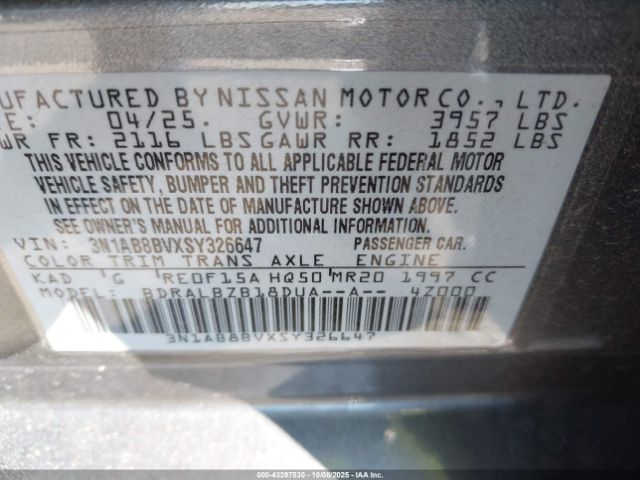 UFACTURED BY NISSAN MOTOR CO., LTD.
E: 04/25. GVWR: 3957 LBS
WR FR: 2116 LBS GAWR RR: 1852 LBS
THIS VEHICLE CONFORMS TO ALL APPLICABLE FEDERAL MOTOR
VEHICLE SAFETY, BUMPER AND THEFT PREVENTION STANDARDS
IN EFFECT ON THE DATE OF MANUFACTURE SHOWN ABOVE.
SEE OWNER'S MANUAL FOR ADDITIONAL INFORMATION.
VIN: 3N1AB8BVXSY326647 PASSENGER CAR.
COLOR TRIM TRANS AXLE ENGINE
KAD G RE0F15A HQ50 MR20 1997 CC
MODEL: BDRALBZB18DUA--A-- 4Z000
3N1AB8BVXSY326647
000-43397530 - 10/08/2025 - IAA, Inc.